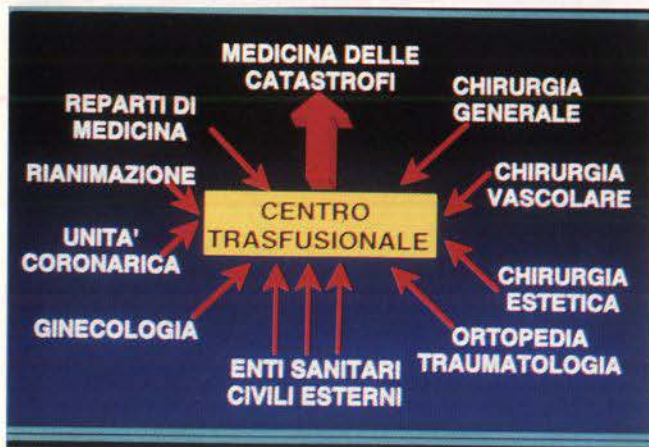 MEDICINA DELLE
CATASTROFI
REPARTI DI
MEDICINA
CHIRURGIA
GENERALE
RIANIMAZIONE
CHIRURGIA
VASCOLARE
CENTRO
TRASFUSIONALE
UNITA'
CORONARICA
CHIRURGIA
ESTETICA
GINECOLOGIA
ORTOPEDIA
TRAUMATOLOGIA
ENTI SANITARI
CIVILI ESTERNI